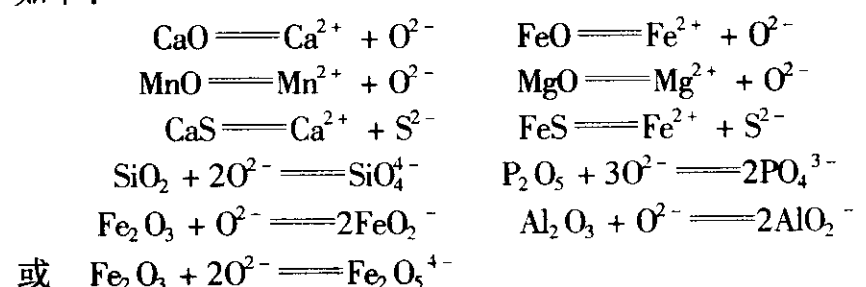 CaO══Ca²⁺ + O²⁻ FeO══Fe²⁺ + O²⁻
MnO══Mn²⁺ + O²⁻ MgO══Mg²⁺ + O²⁻
CaS══Ca²⁺ + S²⁻ FeS══Fe²⁺ + S²⁻
SiO₂ + 2O²⁻══SiO₄⁴⁻ P₂O₅ + 3O²⁻══2PO₄³⁻
Fe₂O₃ + O²⁻══2FeO₂⁻ Al₂O₃ + O²⁻══2AlO₂⁻
或 Fe₂O₃ + 2O²⁻══Fe₂O₅⁴⁻